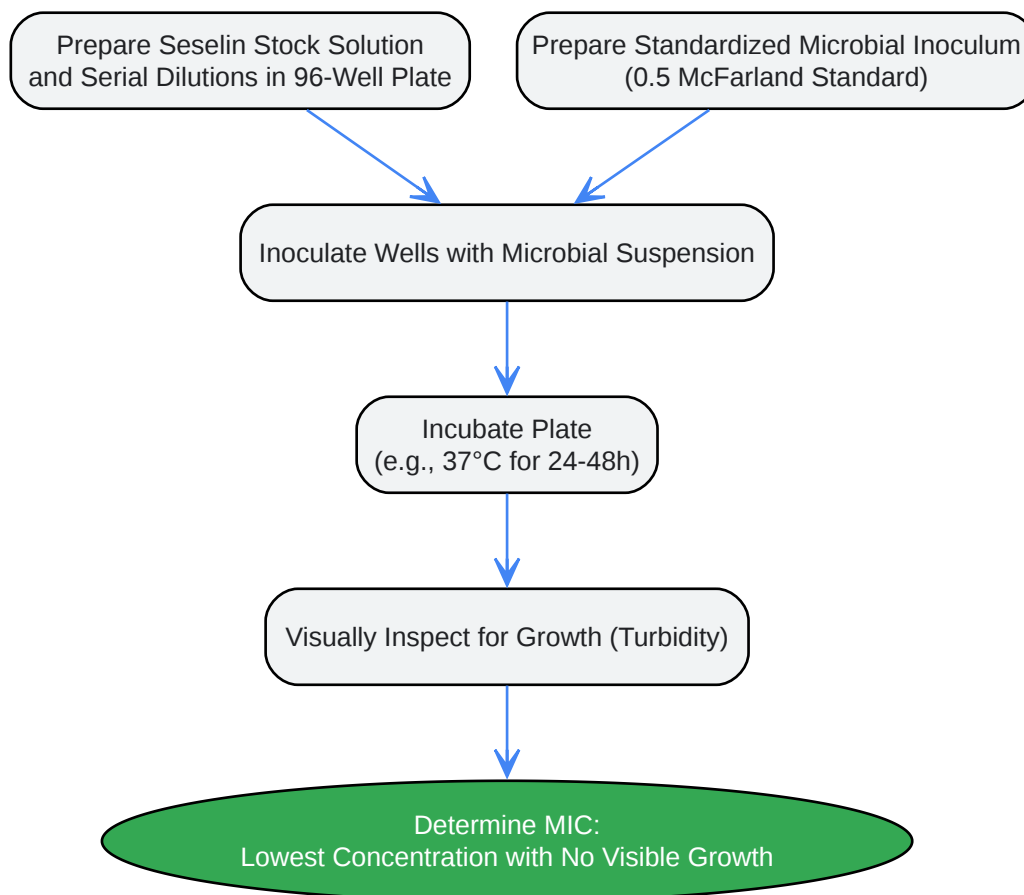 Prepare Seselin Stock Solution
and Serial Dilutions in 96-Well Plate
Prepare Standardized Microbial Inoculum
(0.5 McFarland Standard)
Inoculate Wells with Microbial Suspension
Incubate Plate
(e.g., 37°C for 24-48h)
Visually Inspect for Growth (Turbidity)
Determine MIC:
Lowest Concentration with No Visible Growth